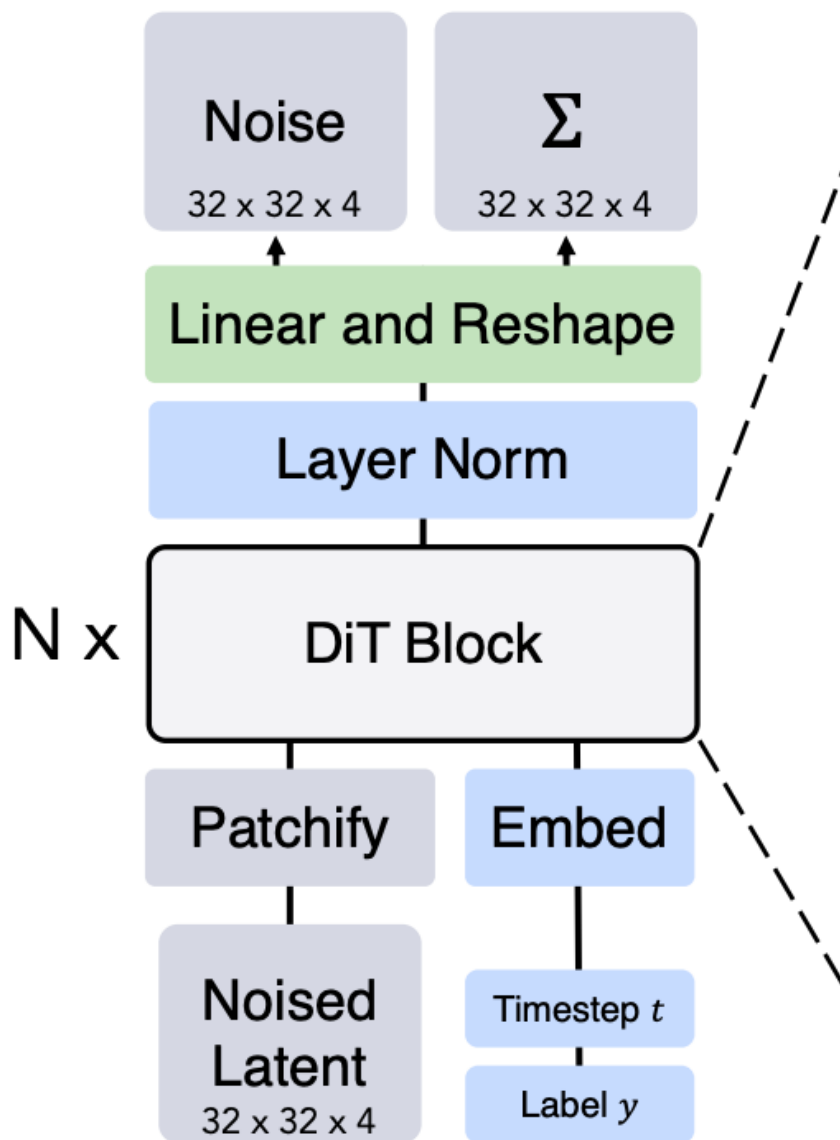 Noise
32 x 32 x 4
Σ
32 x 32 x 4
Linear and Reshape
Layer Norm
N x
DiT Block
Patchify
Embed
Noised
Latent
32 x 32 x 4
Timestep t
Label y